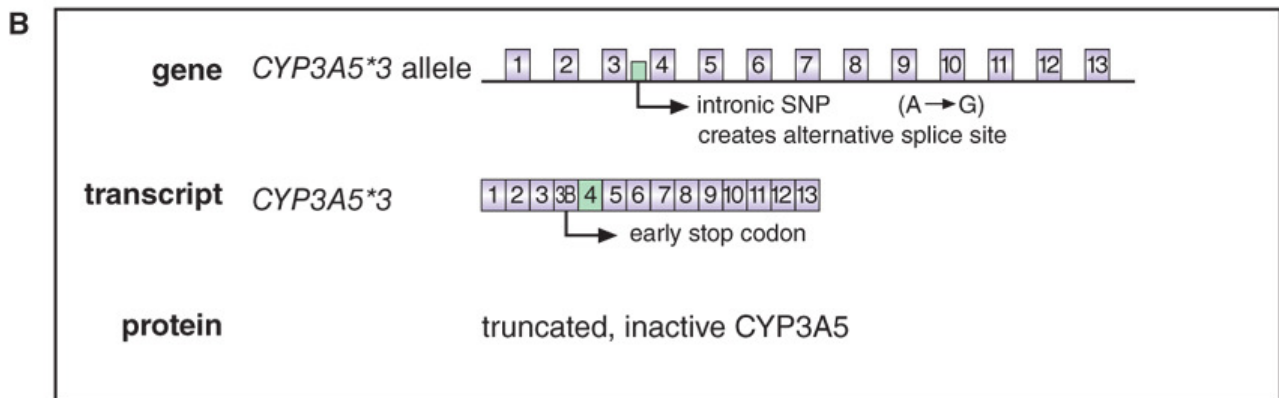 B
gene CYP3A5*3 allele 1 2 3 4 5 6 7 8 9 10 11 12 13
intronic SNP (A→G)
creates alternative splice site
transcript CYP3A5*3 1 2 3 3B 4 5 6 7 8 9 10 11 12 13
early stop codon
protein truncated, inactive CYP3A5